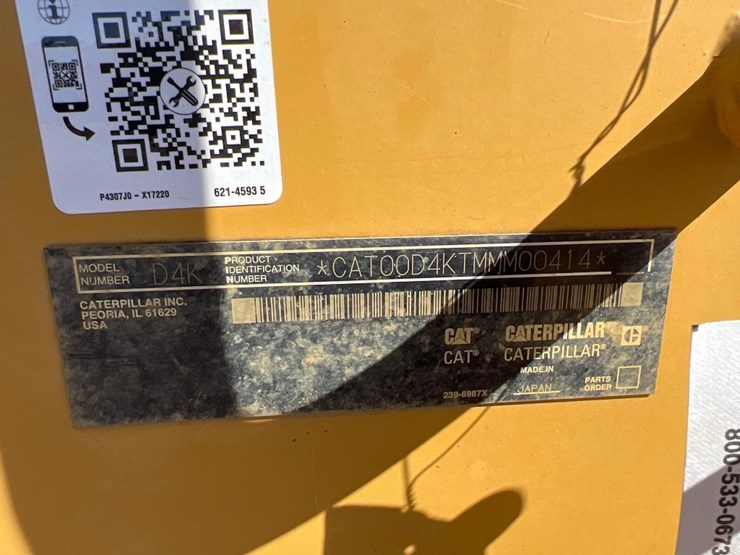 P4307J0 - X17220
621-4593 5
MODEL NUMBER D4K
PRODUCT IDENTIFICATION NUMBER *CAT00D4KTMMM00414*
CATERPILLAR INC.
PEORIA, IL 61629
USA
CAT® CATERPILLAR®
CAT® CATERPILLAR®
MADE IN
JAPAN
PARTS ORDER
239-6987X
800-533-0673